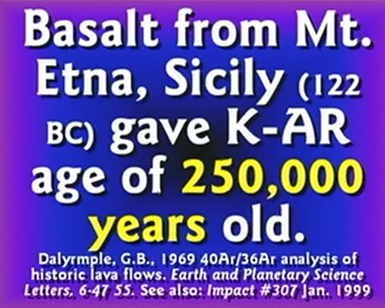 Basalt from Mt.
Etna, Sicily (122
BC) gave K-AR
age of 250,000
years old.
Dalyrmple, G.B., 1969 40Ar/36Ar analysis of
historic lava flows. Earth and Planetary Science
Letters, 6-47 55. See also: Impact #307 Jan. 1999